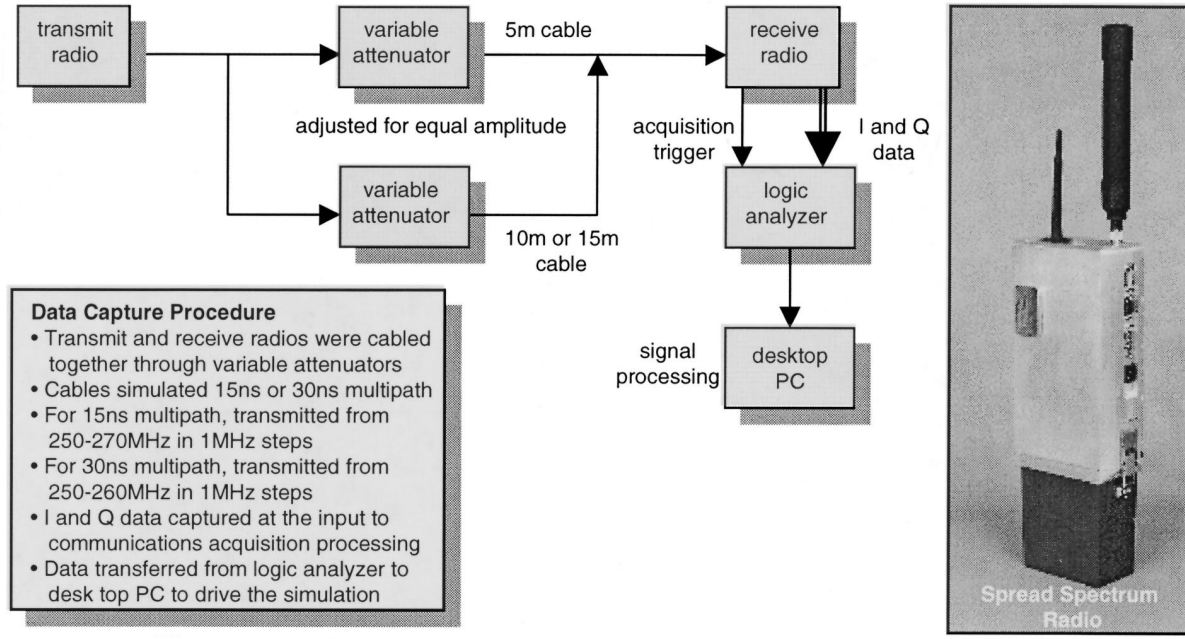 transmit
radio
variable
attenuator
5m cable
receive
radio
adjusted for equal amplitude
acquisition
trigger
I and Q
data
variable
attenuator
10m or 15m
cable
logic
analyzer
signal
processing
desktop
PC
Data Capture Procedure
• Transmit and receive radios were cabled
together through variable attenuators
• Cables simulated 15ns or 30ns multipath
• For 15ns multipath, transmitted from
250-270MHz in 1MHz steps
• For 30ns multipath, transmitted from
250-260MHz in 1MHz steps
• I and Q data captured at the input to
communications acquisition processing
• Data transferred from logic analyzer to
desk top PC to drive the simulation
Spread Spectrum
Radio